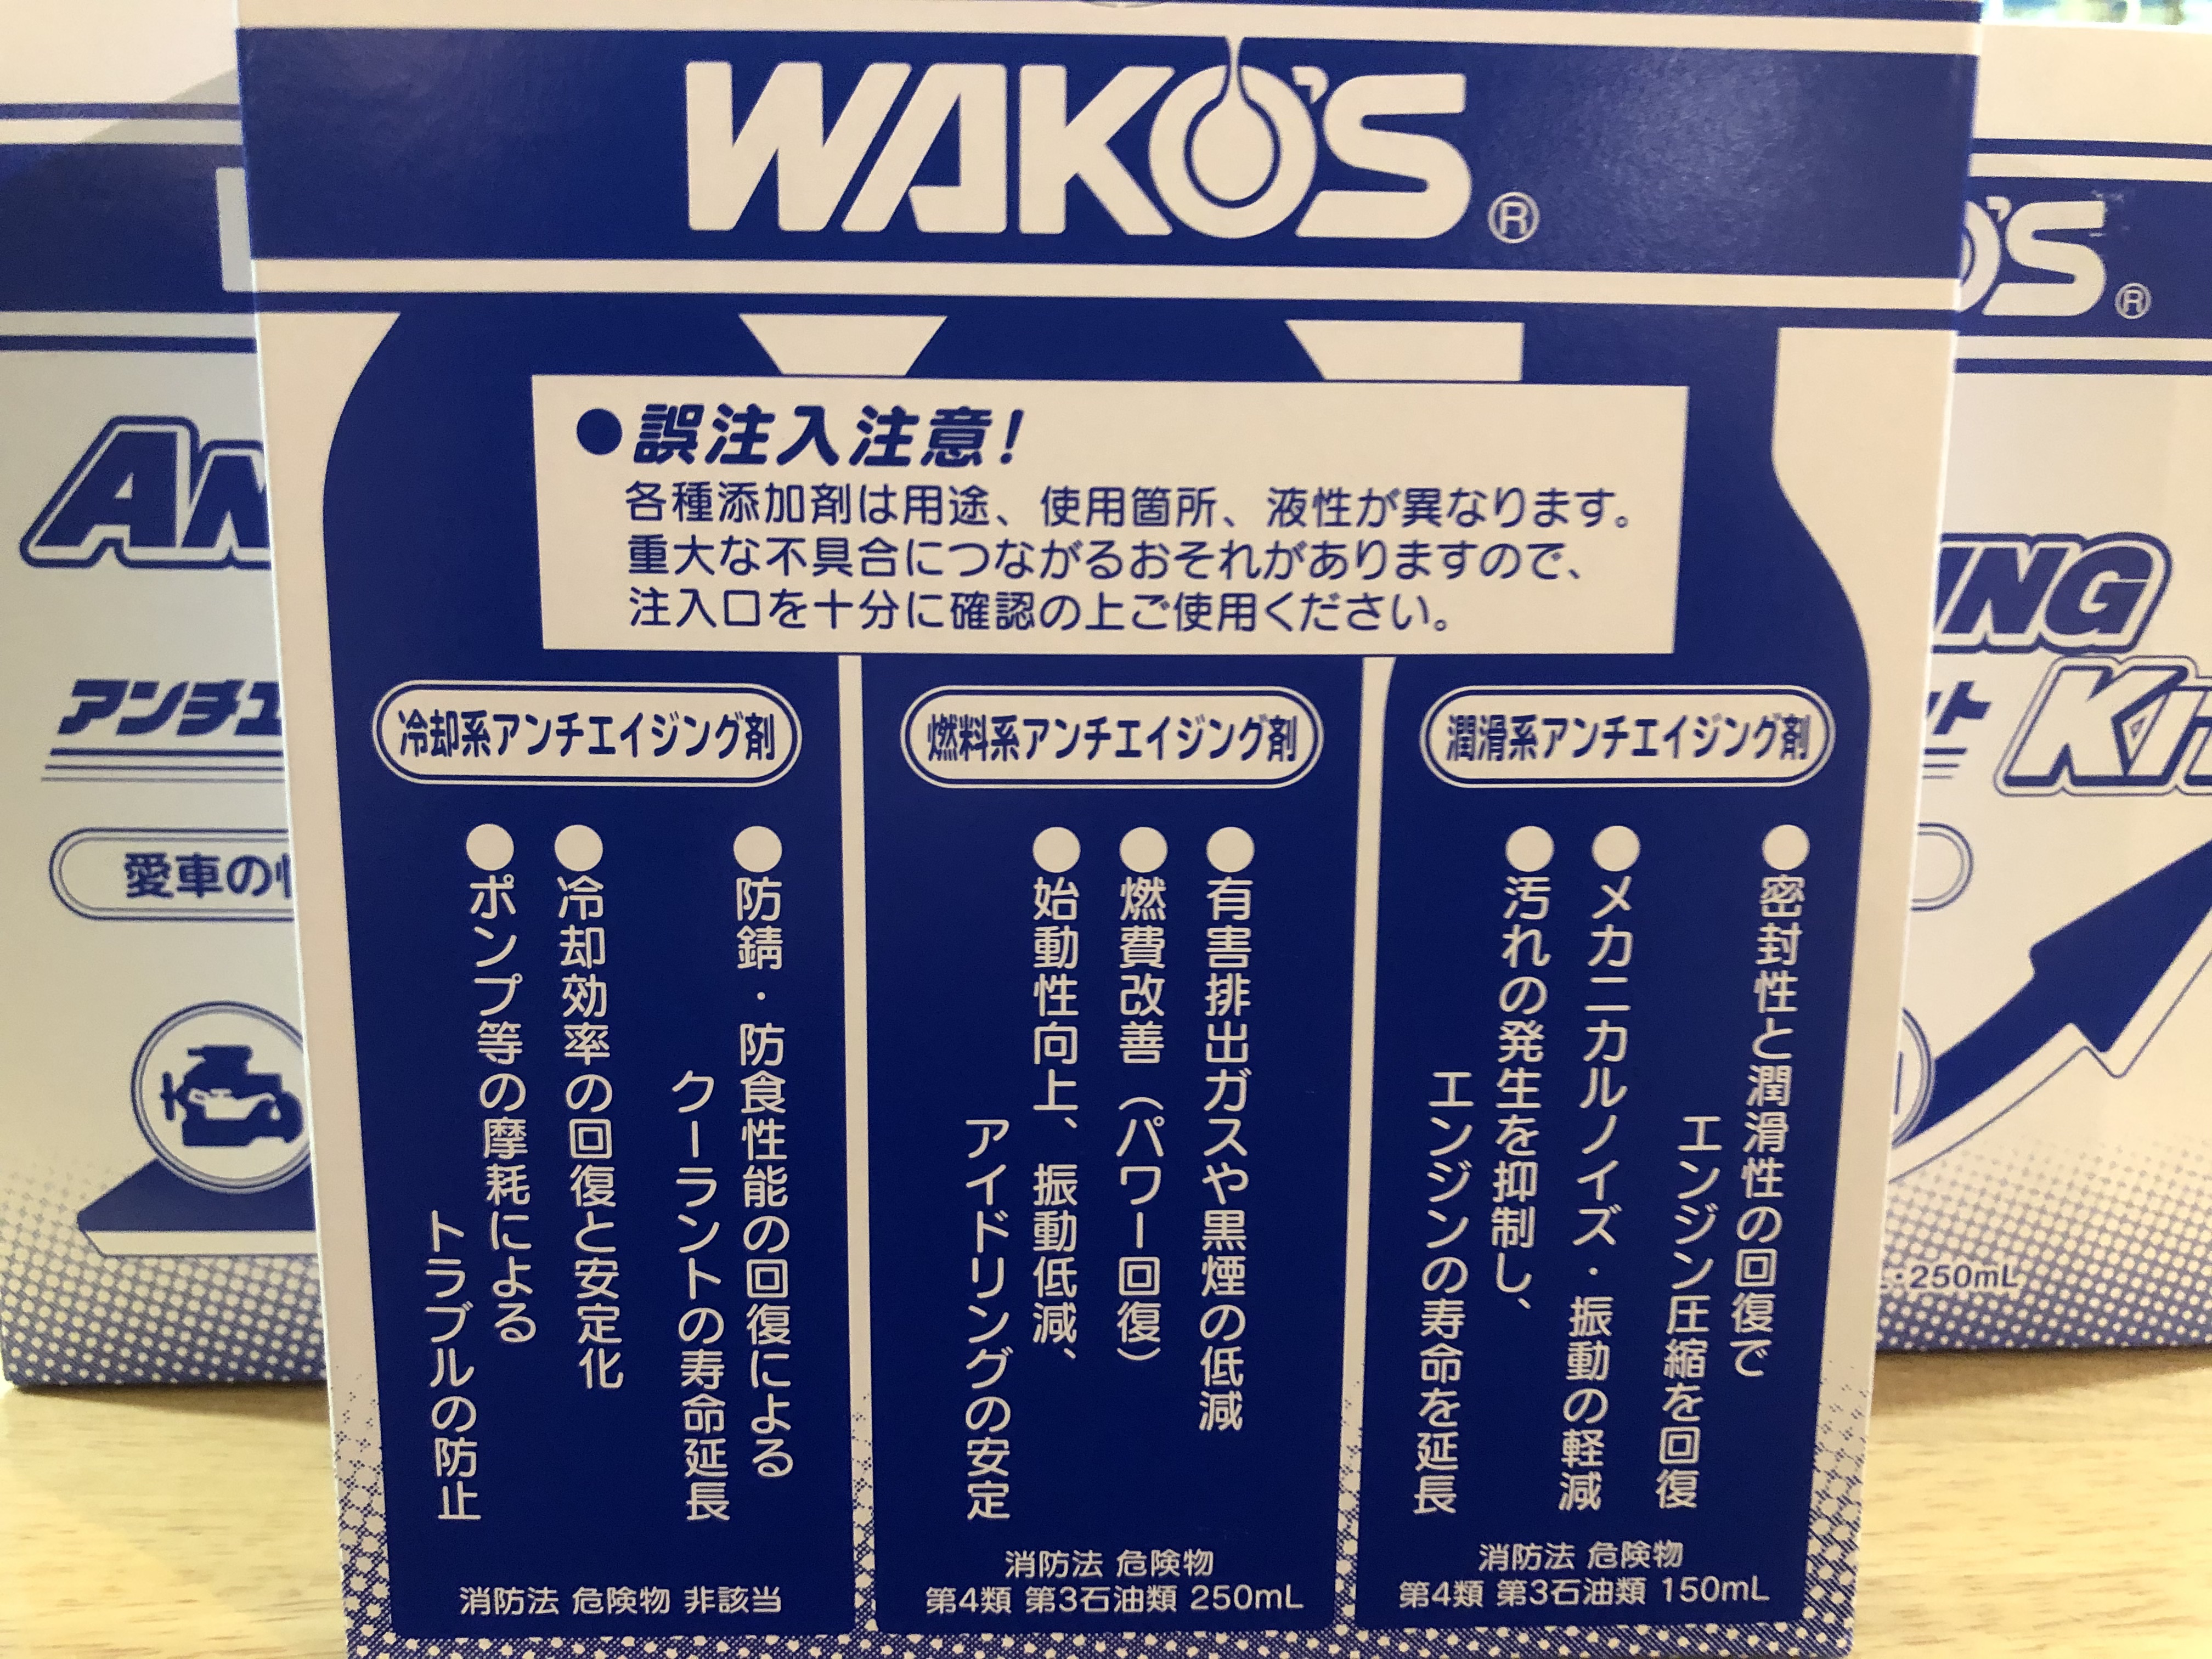 WAKO'S®
●誤注入注意!
各種添加剤は用途、使用箇所、液性が異なります。
重大な不具合につながるおそれがありますので、
注入口を十分に確認の上ご使用ください。
冷却系アンチエイジング剤
●防錆・防食性能の回復による
クーラントの寿命延長
●冷却効率の回復と安定化
●ポンプ等の摩耗による
トラブルの防止
消防法 危険物 非該当
燃料系アンチエイジング剤
●有害排出ガスや黒煙の低減
●燃費改善（パワー回復）
●始動性向上、振動低減、
アイドリングの安定
消防法 危険物
第4類 第3石油類 250mL
潤滑系アンチエイジング剤
●密封性と潤滑性の回復で
エンジン圧縮を回復
●メカニカルノイズ・振動の軽減
●汚れの発生を抑制し、
エンジンの寿命を延長
消防法 危険物
第4類 第3石油類 150mL
アンチエ
愛車の
O'S®
ING
ット
KIT
250mL